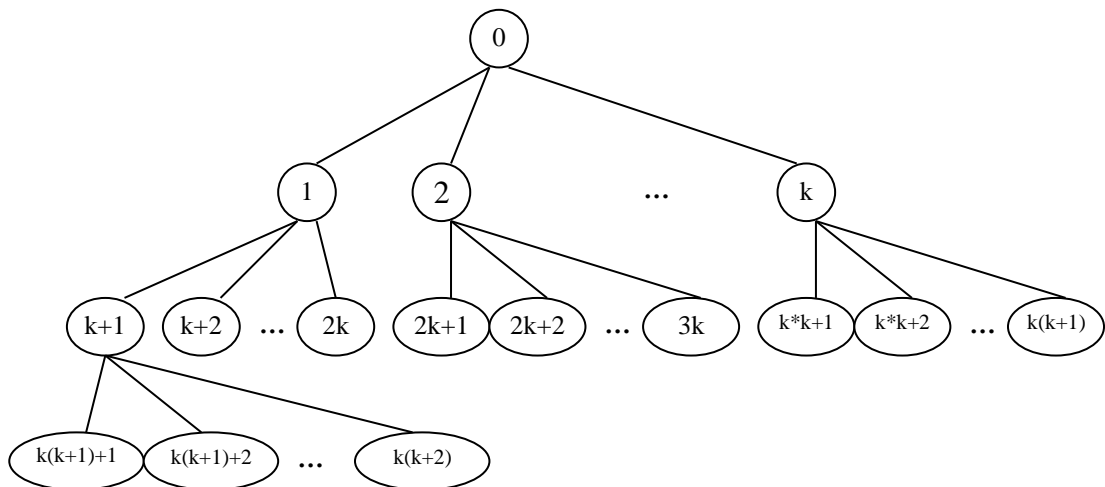 0
1 2 ... k
k+1 k+2 ... 2k 2k+1 2k+2 ... 3k k*k+1 k*k+2 ... k(k+1)
k(k+1)+1 k(k+1)+2 ... k(k+2)